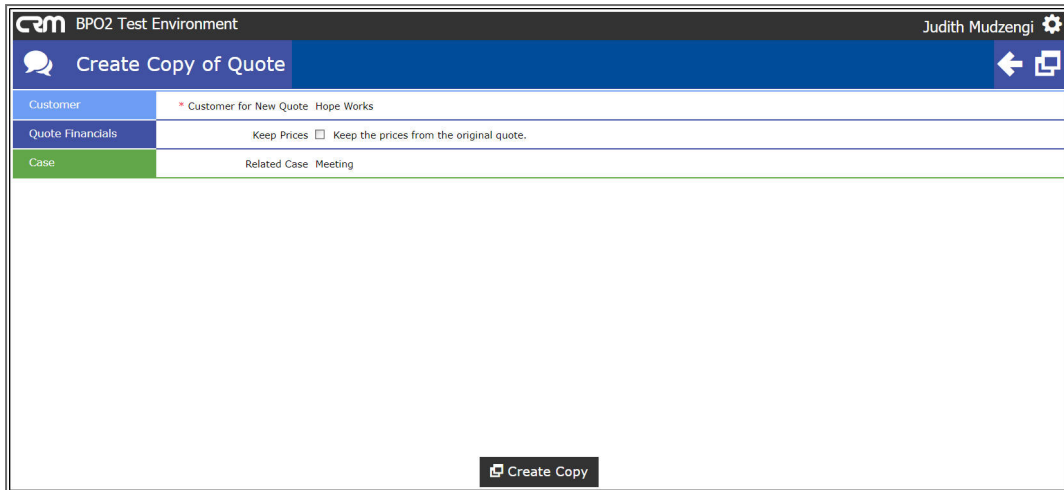 CRM BPO2 Test Environment Judith Mudzengi
Create Copy of Quote
Customer * Customer for New Quote Hope Works
Quote Financials Keep Prices Keep the prices from the original quote.
Case Related Case Meeting
Create Copy